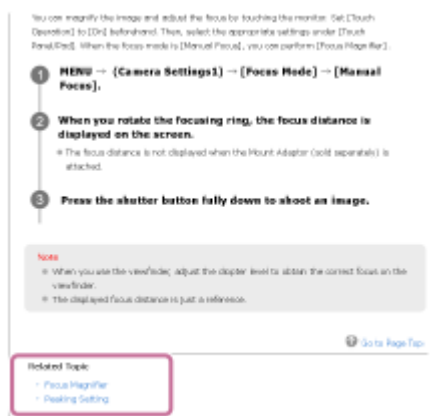 You can magnify the image and adjust the focus by touching the monitor. Set [Touch
Operation] to [On] beforehand. Then, select the appropriate settings under [Touch
Panel/Pad]. When the focus mode is [Manual Focus], you can perform [Focus Magnifier].
1 MENU → (Camera Settings1) → [Focus Mode] → [Manual
Focus].
2 When you rotate the focusing ring, the focus distance is
displayed on the screen.
The focus distance is not displayed when the Mount Adaptor (sold separately) is
attached.
3 Press the shutter button fully down to shoot an image.
Note
When you use the viewfinder, adjust the diopter level to obtain the correct focus on the
viewfinder.
The displayed focus distance is just a reference.
Go to Page Top
Related Topic
Focus Magnifier
Peaking Setting